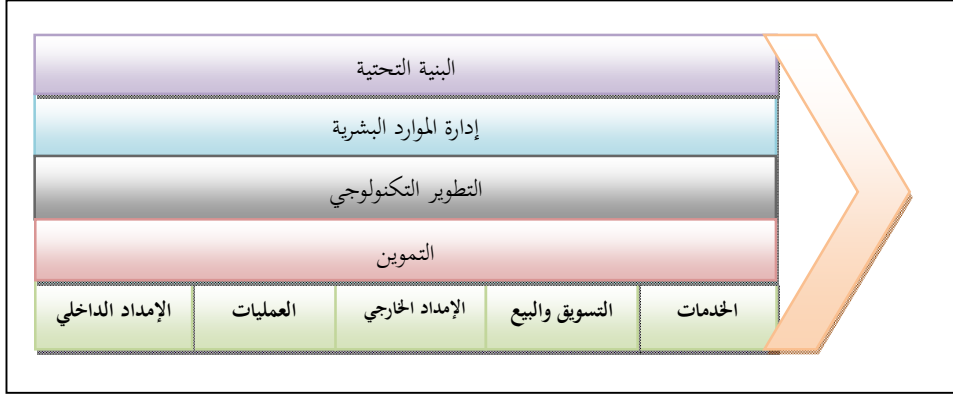 البنية التحتية
إدارة الموارد البشرية
التطوير التكنولوجي
التموين
الإمداد الداخلي
العمليات
الإمداد الخارجي
التسويق والبيع
الخدمات